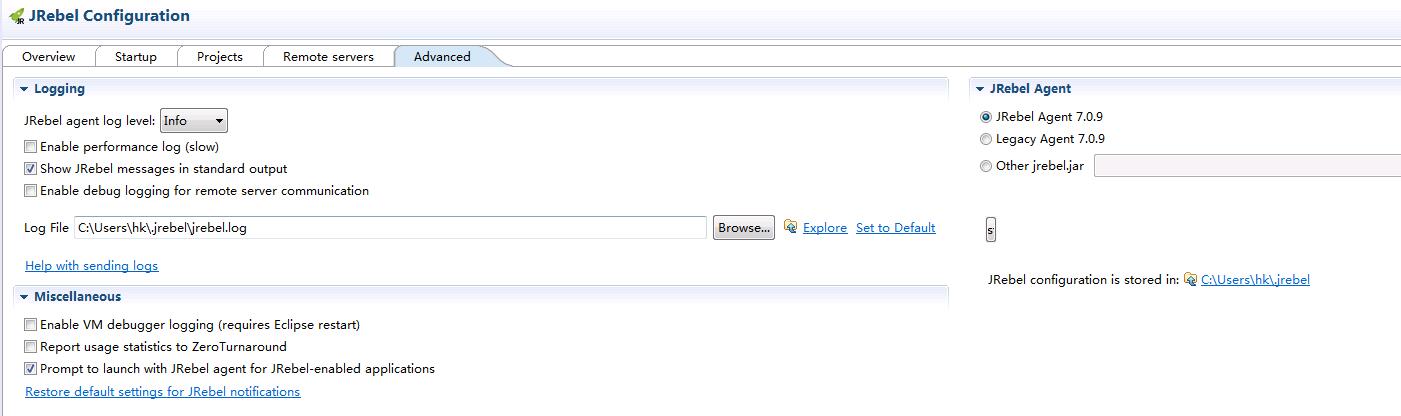 JRebel Configuration
Overview Startup Projects Remote servers Advanced
Logging
JRebel agent log level: Info
Enable performance log (slow)
Show JRebel messages in standard output
Enable debug logging for remote server communication
Log File C:\Users\hk\.jrebel\jrebel.log Browse... Explore Set to Default
Help with sending logs
Miscellaneous
Enable VM debugger logging (requires Eclipse restart)
Report usage statistics to ZeroTurnaround
Prompt to launch with JRebel agent for JRebel-enabled applications
Restore default settings for JRebel notifications
JRebel Agent
JRebel Agent 7.0.9
Legacy Agent 7.0.9
Other jrebel.jar
JRebel configuration is stored in: C:\Users\hk\.jrebel